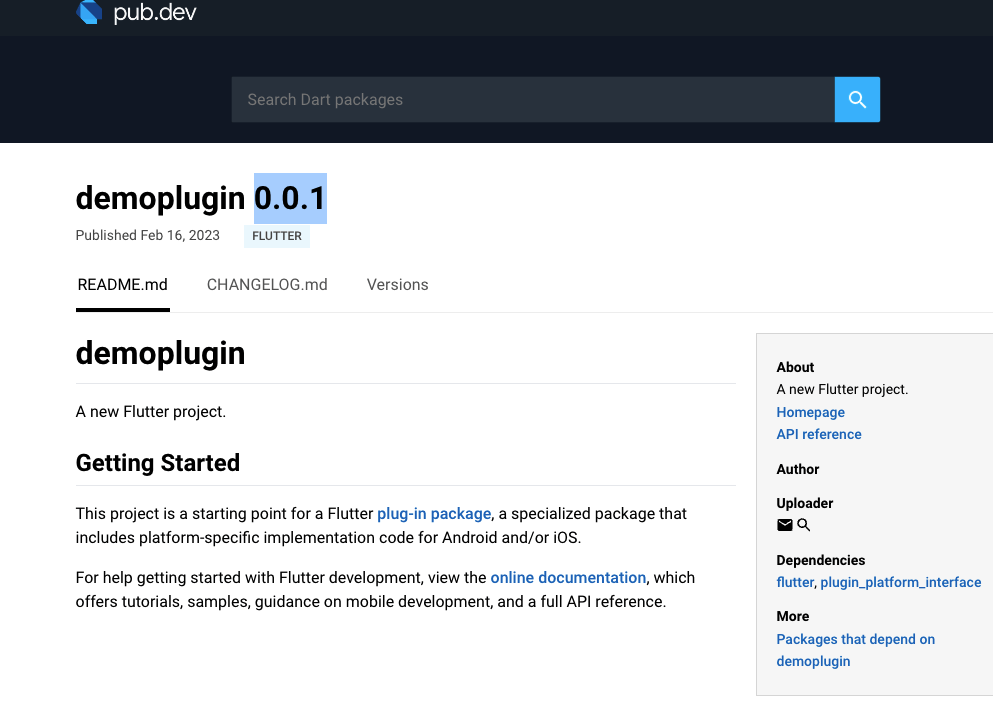 pub.dev
Search Dart packages
demoplugin 0.0.1
Published Feb 16, 2023 FLUTTER
README.md CHANGELOG.md Versions
demoplugin
A new Flutter project.
Getting Started
This project is a starting point for a Flutter plug-in package, a specialized package that
includes platform-specific implementation code for Android and/or iOS.
For help getting started with Flutter development, view the online documentation, which
offers tutorials, samples, guidance on mobile development, and a full API reference.
About
A new Flutter project.
Homepage
API reference
Author
Uploader
Dependencies
flutter, plugin_platform_interface
More
Packages that depend on
demoplugin